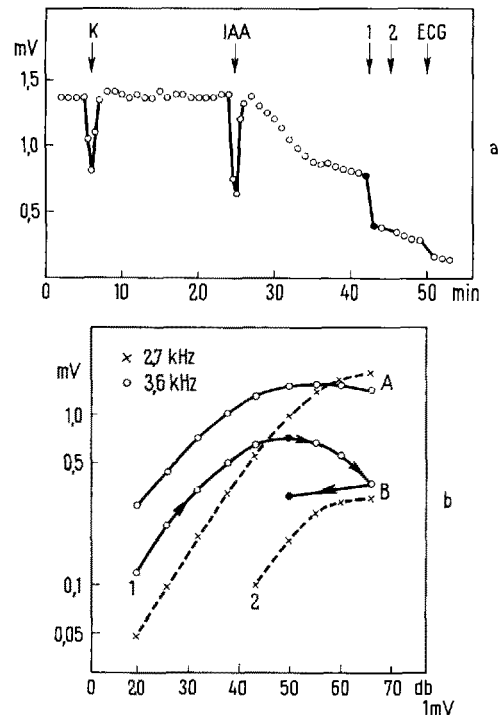 K IAA 1 2 ECG
mV
1,5
1,0
0,5
a
0 10 20 30 40 50 min
× 2,7 kHz
mV
○ 3,6 kHz
A
1,0
0,5
B
b
0,1
1
2
0,05
0 20 30 40 50 60 70 db
1mV